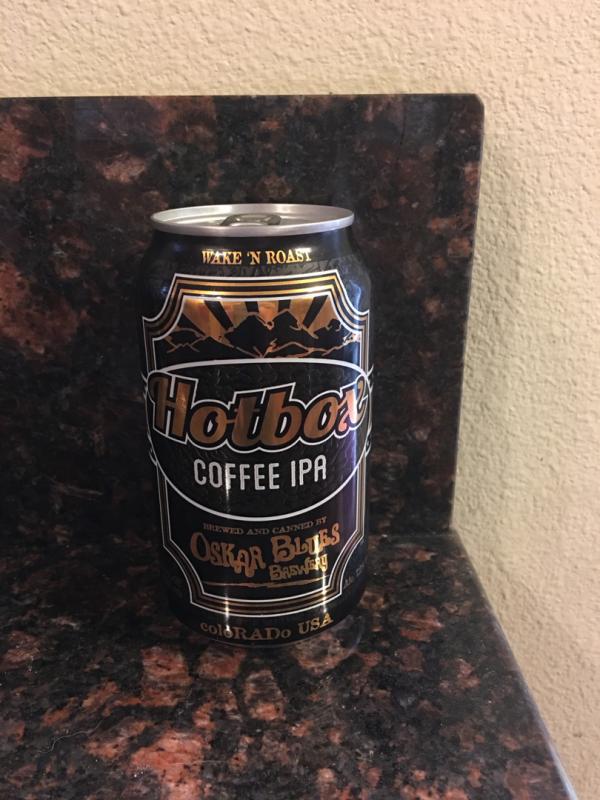 WAKE 'N ROAST
Hotbox
COFFEE IPA
BREWED AND CANNED BY
OSKAR BLUES
BREWERY
coloRADo USA